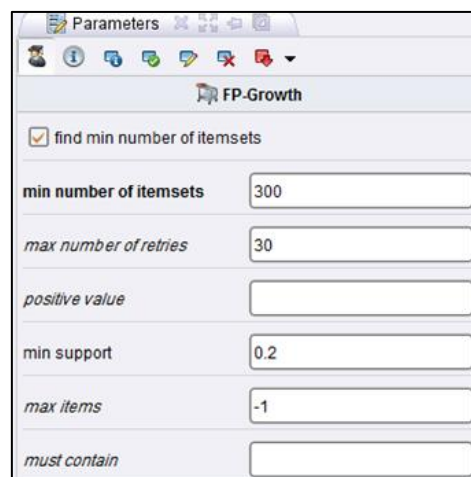 Parameters
FP-Growth
find min number of itemsets
min number of itemsets 300
max number of retries 30
positive value
min support 0.2
max items -1
must contain